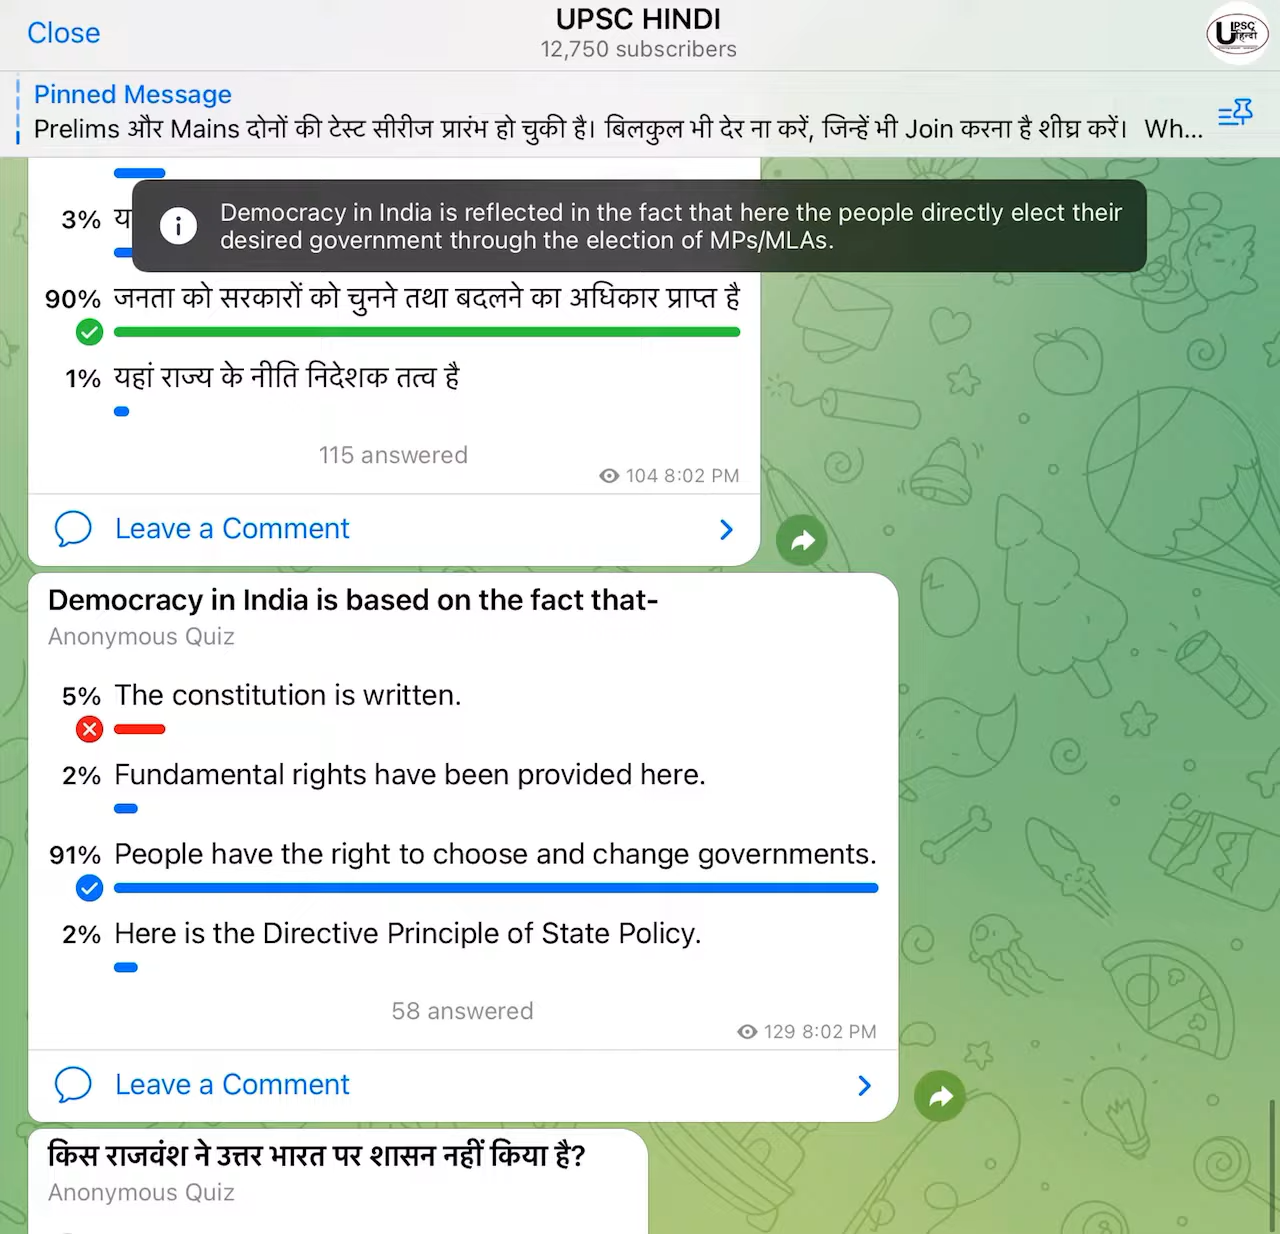 Close
UPSC HINDI
12,750 subscribers
UPSC
हिन्दी
Pinned Message
Prelims और Mains दोनों की टेस्ट सीरीज प्रारंभ हो चुकी है। बिलकुल भी देर ना करें, जिन्हें भी Join करना है शीघ्र करें। Wh...
Democracy in India is reflected in the fact that here the people directly elect their
desired government through the election of MPs/MLAs.
3%
90% जनता को सरकारों को चुनने तथा बदलने का अधिकार प्राप्त है
1% यहां राज्य के नीति निदेशक तत्व है
115 answered
104 8:02 PM
Leave a Comment
Democracy in India is based on the fact that-
Anonymous Quiz
5% The constitution is written.
2% Fundamental rights have been provided here.
91% People have the right to choose and change governments.
2% Here is the Directive Principle of State Policy.
58 answered
129 8:02 PM
Leave a Comment
किस राजवंश ने उत्तर भारत पर शासन नहीं किया है?
Anonymous Quiz